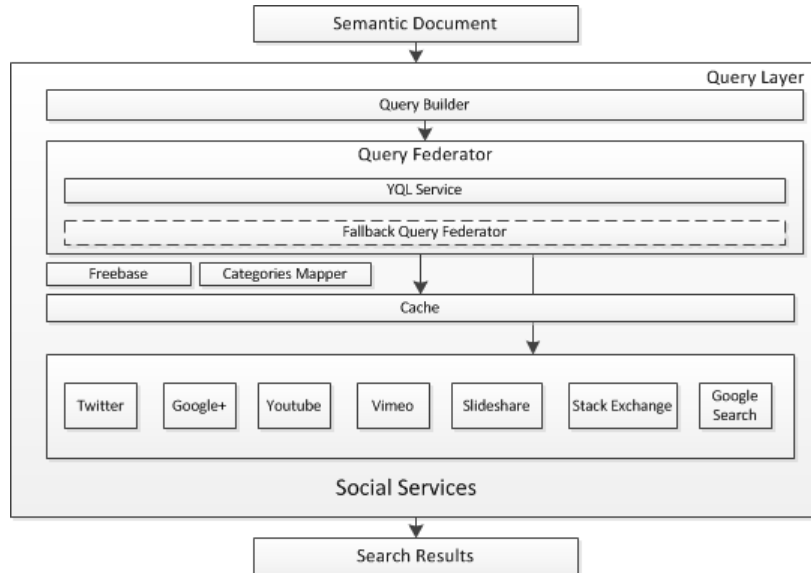 Semantic Document
Query Layer
Query Builder
Query Federator
YQL Service
Fallback Query Federator
Freebase
Categories Mapper
Cache
Twitter
Google+
Youtube
Vimeo
Slideshare
Stack Exchange
Google
Search
Social Services
Search Results